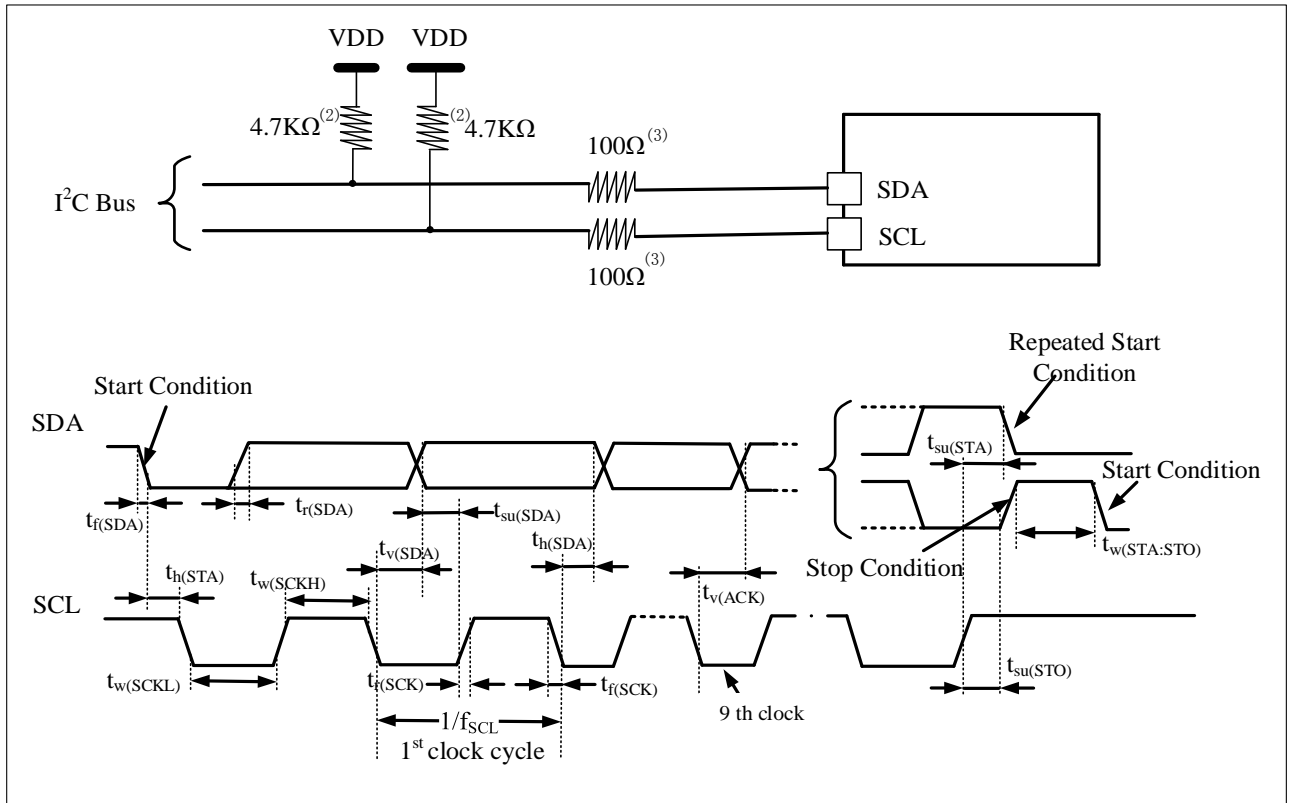 VDD VDD
4.7KΩ(2) (2)4.7KΩ
100Ω(3)
I2C Bus
SDA
SCL
100Ω(3)
Repeated Start
Condition
Start Condition
SDA
tsu(STA)
Start Condition
tf(SDA)
tr(SDA)
tsu(SDA)
tv(SDA)
th(SDA)
tw(STA:STO)
Stop Condition
th(STA)
tw(SCKH)
tv(ACK)
SCL
tw(SCKL)
tf(SCK)
tf(SCK)
tsu(STO)
9 th clock
1/fSCL
1st clock cycle